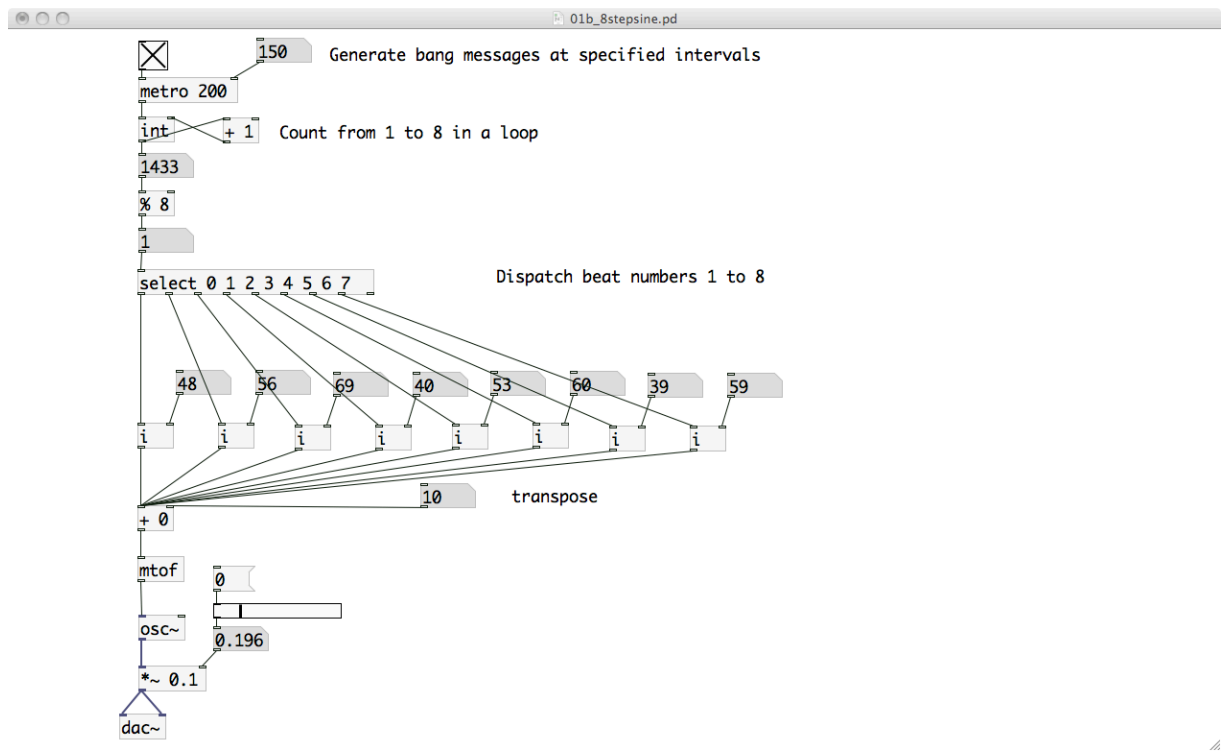 01b_8stepsine.pd
150 Generate bang messages at specified intervals
metro 200
int + 1 Count from 1 to 8 in a loop
1433
% 8
1
select 0 1 2 3 4 5 6 7 Dispatch beat numbers 1 to 8
48 56 69 40 53 60 39 59
i i i i i i i i
10 transpose
+ 0
mtof 0
osc~ 0.196
*~ 0.1
dac~